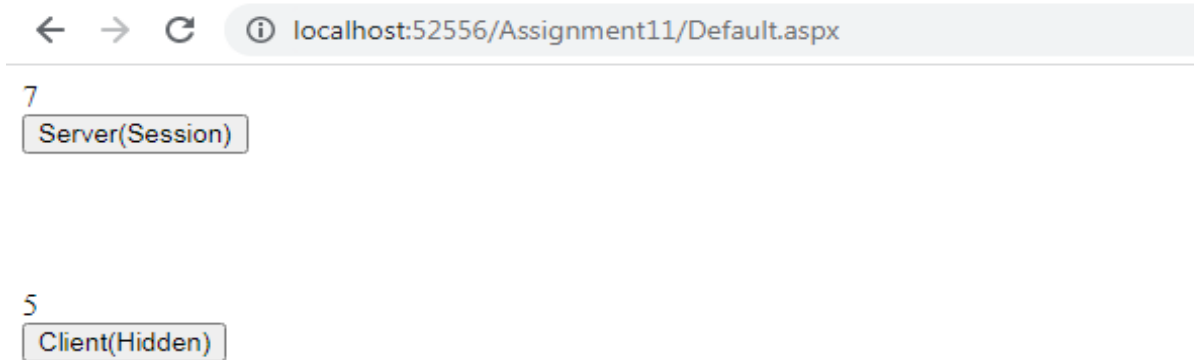 localhost:52556/Assignment11/Default.aspx
7
Server(Session)
5
Client(Hidden)